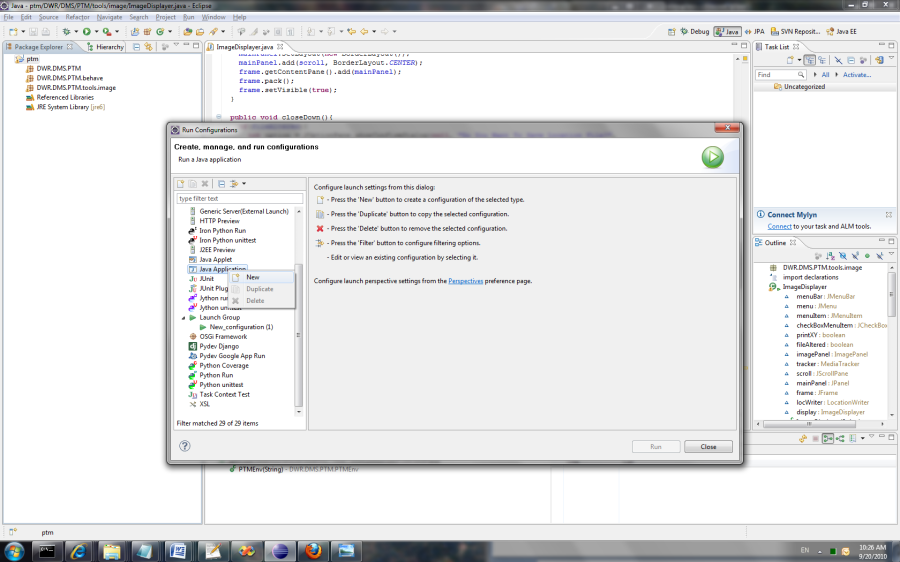 Java - ptm/DWR/DMS/PTM/tools/image/ImageDisplayer.java - Eclipse
File Edit Source Refactor Navigate Search Project Run Window Help
Debug Java JPA SVN Reposit... Java EE
Package Explorer Hierarchy
ImageDisplayer.java
Task List
ptm
DWR.DMS.PTM
DWR.DMS.PTM.behave
DWR.DMS.PTM.tools.image
Referenced Libraries
JRE System Library [jre6]
mainPanel.add(scroll, BorderLayout.CENTER);
frame.getContentPane().add(mainPanel);
frame.pack();
frame.setVisible(true);
}
public void closeDown(){
Find All Activate...
Uncategorized
Connect Mylyn
Connect to your task and ALM tools.
Outline
DWR.DMS.PTM.tools.image
import declarations
ImageDisplayer
menuBar : JMenuBar
menu : JMenu
menuItem : JMenuItem
checkBoxMenuItem : JCheckBox
printXY : boolean
fileAltered : boolean
imagePanel : ImagePanel
tracker : MediaTracker
scroll : JScrollPane
mainPanel : JPanel
frame : JFrame
locWriter : LocationWriter
display : ImageDisplayer
Run Configurations
Create, manage, and run configurations
Run a Java application
type filter text
Generic Server(External Launch)
HTTP Preview
Iron Python Run
Iron Python unittest
J2EE Preview
Java Applet
Java Application
JUnit
JUnit Plug
Jython run
Jython unittest
Launch Group
New_configuration (1)
OSGi Framework
Pydev Django
Pydev Google App Run
Python Coverage
Python Run
Python unittest
Task Context Test
XSL
New
Duplicate
Delete
Filter matched 29 of 29 items
Configure launch settings from this dialog:
- Press the 'New' button to create a configuration of the selected type.
- Press the 'Duplicate' button to copy the selected configuration.
- Press the 'Delete' button to remove the selected configuration.
- Press the 'Filter' button to configure filtering options.
- Edit or view an existing configuration by selecting it.
Configure launch perspective settings from the Perspectives preference page.
Run Close
PTMEnv(String) - DWR.DMS.PTM.PTMEnv
ptm
EN
10:26 AM
9/20/2010